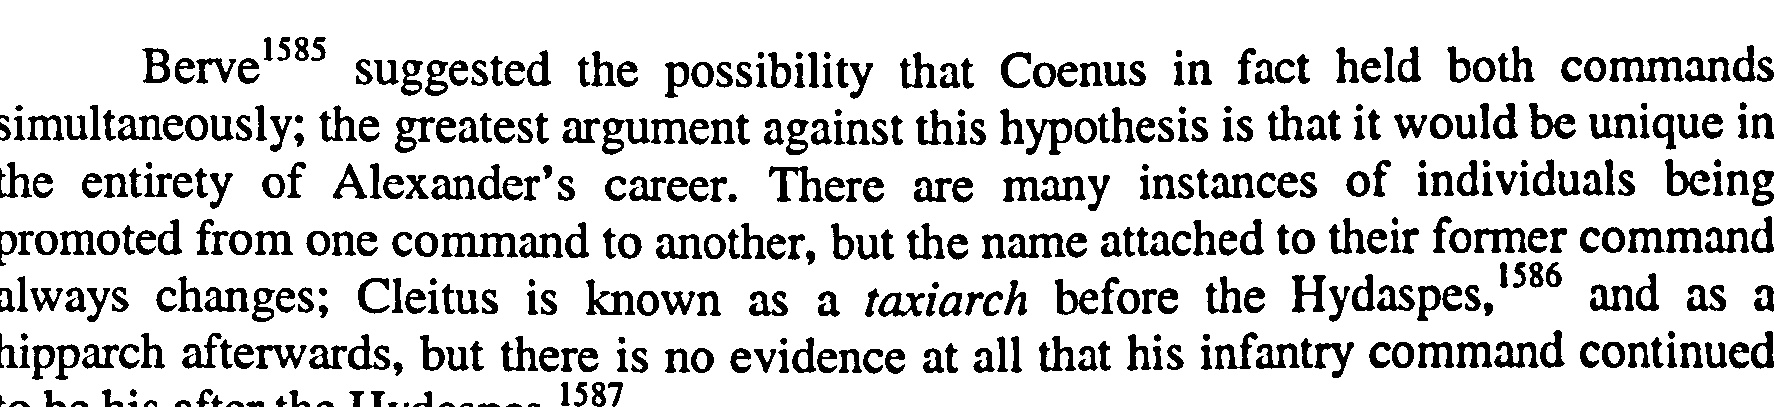 Berve1585 suggested the possibility that Coenus in fact held both commands
simultaneously; the greatest argument against this hypothesis is that it would be unique in
the entirety of Alexander's career. There are many instances of individuals being
promoted from one command to another, but the name attached to their former command
always changes; Cleitus is known as a taxiarch before the Hydaspes,1586 and as a
hipparch afterwards, but there is no evidence at all that his infantry command continued
to be his after the Hydaspes.1587